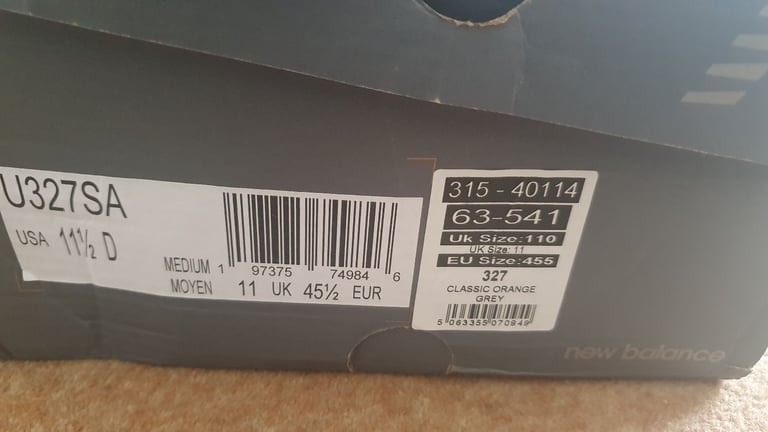 U327SA
USA 11½ D
MEDIUM
MOYEN
1 97375 74984 6
11 UK 45½ EUR
315 - 40114
63-541
Uk Size:110
UK Size: 11
EU Size:455
327
CLASSIC ORANGE
GREY
5 063355 070949
new balance